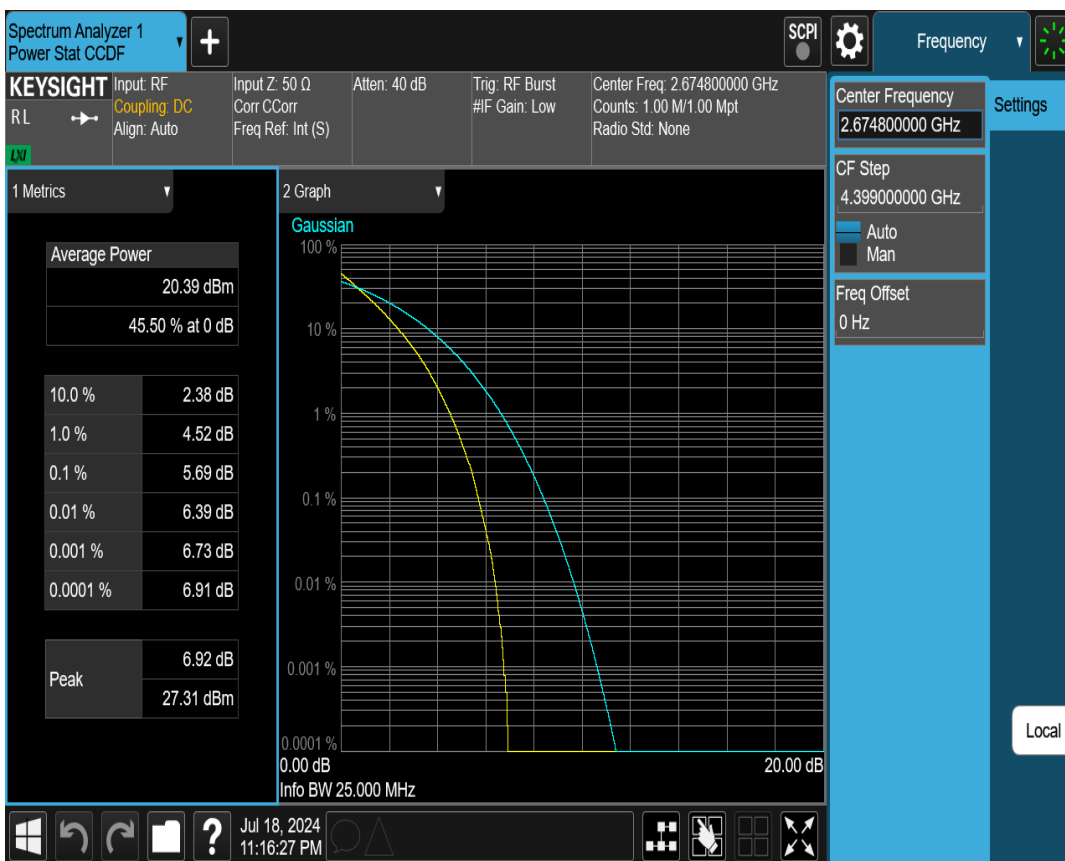 Spectrum Analyzer 1
Power Stat CCDF
+
SCPI
Frequency
KEYSIGHT
RL
LXI
Input: RF
Coupling: DC
Align: Auto
Input Z: 50 Ω
Corr CCorr
Freq Ref: Int (S)
Atten: 40 dB
Trig: RF Burst
#IF Gain: Low
Center Freq: 2.674800000 GHz
Counts: 1.00 M/1.00 Mpt
Radio Std: None
Center Frequency
2.674800000 GHz
Settings
CF Step
4.399000000 GHz
Auto
Man
Freq Offset
0 Hz
1 Metrics
Average Power
20.39 dBm
45.50 % at 0 dB
10.0 % 2.38 dB
1.0 % 4.52 dB
0.1 % 5.69 dB
0.01 % 6.39 dB
0.001 % 6.73 dB
0.0001 % 6.91 dB
Peak
6.92 dB
27.31 dBm
2 Graph
Gaussian
100 %
10 %
1 %
0.1 %
0.01 %
0.001 %
0.0001 %
0.00 dB 20.00 dB
Info BW 25.000 MHz
Local
?
Jul 18, 2024
11:16:27 PM